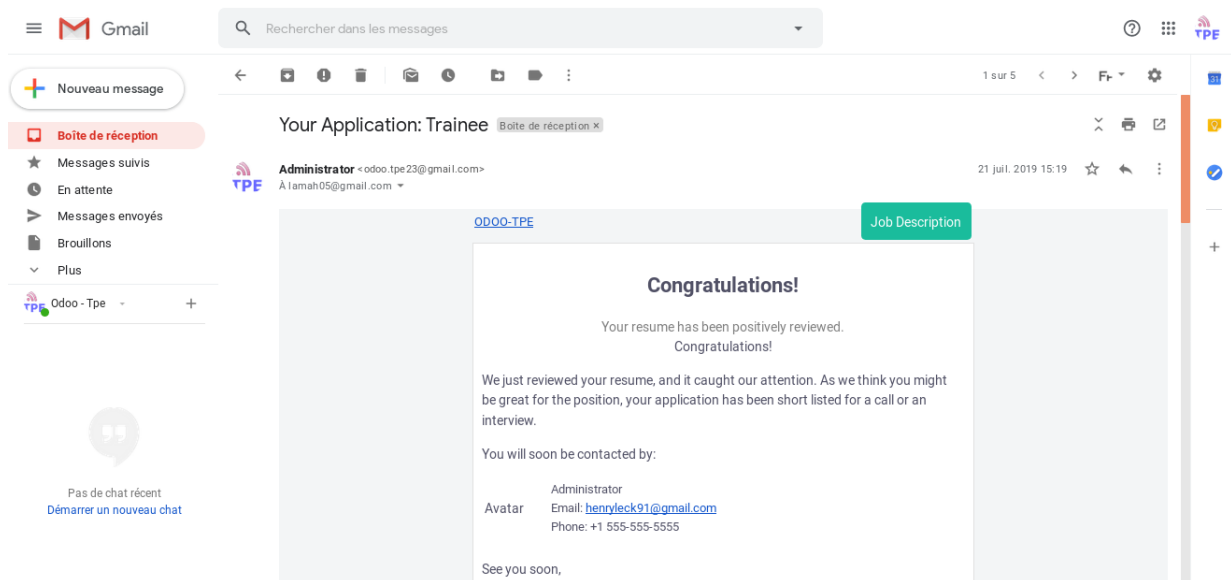 Gmail
Rechercher dans les messages
TPE
Nouveau message
1 sur 5
31
Boîte de réception
Messages suivis
En attente
Messages envoyés
Brouillons
Plus
TPE Odoo - Tpe
Pas de chat récent
Démarrer un nouveau chat
Your Application: Trainee Boîte de réception ×
TPE
Administrator <odoo.tpe23@gmail.com>
21 juil. 2019 15:19
À lamah05@gmail.com
ODOO-TPE
Job Description
Congratulations!
Your resume has been positively reviewed.
Congratulations!
We just reviewed your resume, and it caught our attention. As we think you might
be great for the position, your application has been short listed for a call or an
interview.
You will soon be contacted by:
Avatar
Administrator
Email: henryleck91@gmail.com
Phone: +1 555-555-5555
See you soon,